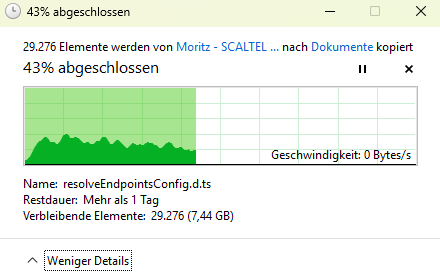 43% abgeschlossen
29.276 Elemente werden von Moritz - SCALTEL ... nach Dokumente kopiert
43% abgeschlossen
Geschwindigkeit: 0 Bytes/s
Name: resolveEndpointsConfig.d.ts
Restdauer: Mehr als 1 Tag
Verbleibende Elemente: 29.276 (7,44 GB)
Weniger Details